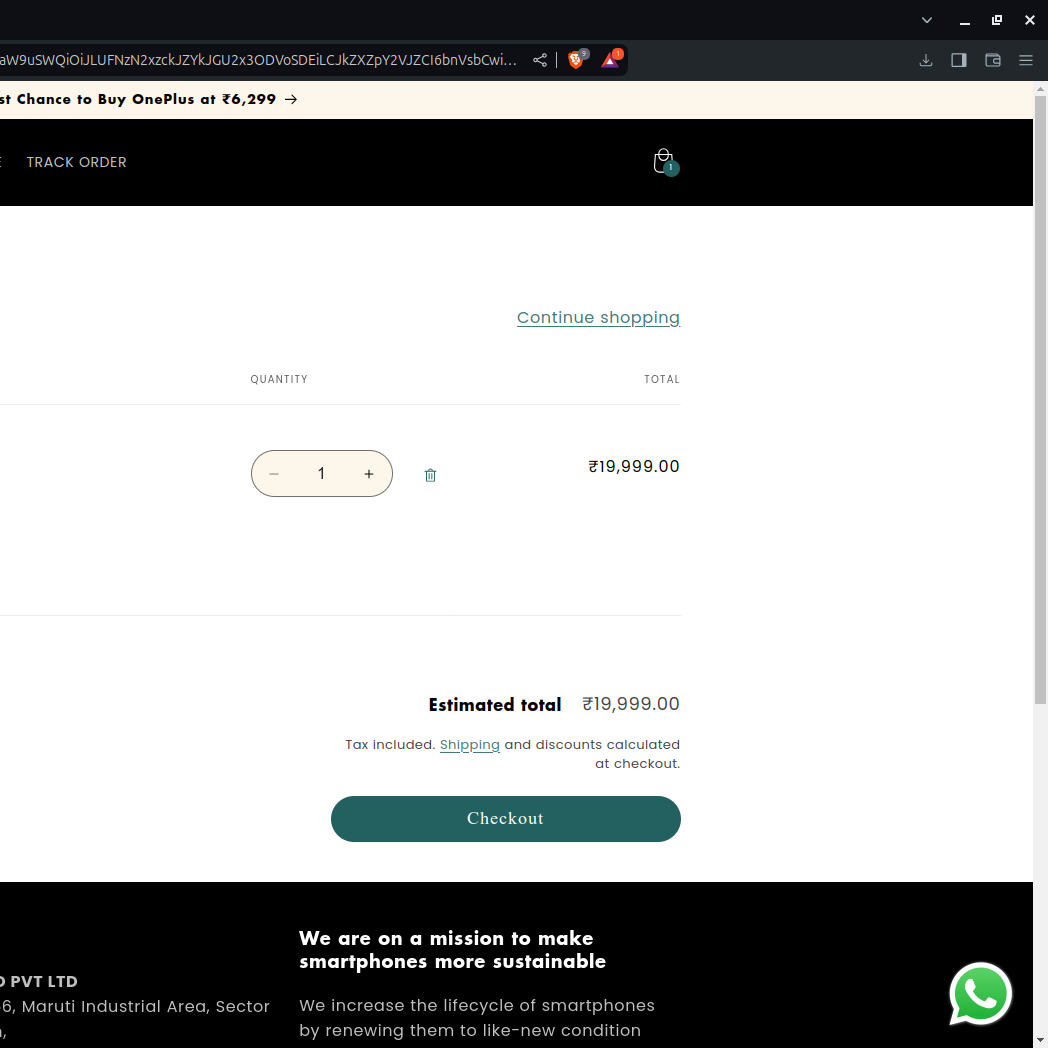 aW9uSWQiOiJLUFNzN2xzckJZYkJGU2x3ODVoSDEiLCJkZXZpY2VJZCI6bnVsbCwi...
9
1
st Chance to Buy OnePlus at ₹6,299 →
TRACK ORDER
1
Continue shopping
QUANTITY TOTAL
− 1 + ₹19,999.00
Estimated total ₹19,999.00
Tax included. Shipping and discounts calculated
at checkout.
Checkout
We are on a mission to make
smartphones more sustainable
PVT LTD
6, Maruti Industrial Area, Sector
We increase the lifecycle of smartphones
by renewing them to like-new condition